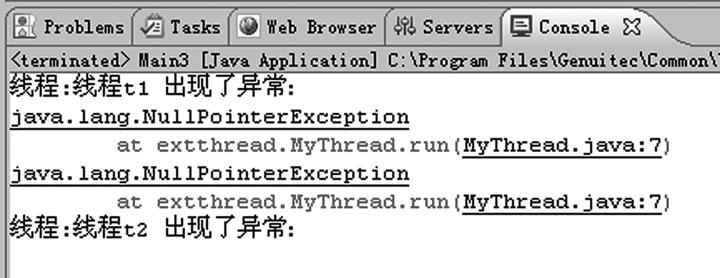 Problems Tasks Web Browser Servers Console
<terminated> Main3 [Java Application] C:\Program Files\Genuitec\Common\
线程:线程t1 出现了异常:
java.lang.NullPointerException
at extthread.MyThread.run(MyThread.java:7)
java.lang.NullPointerException
at extthread.MyThread.run(MyThread.java:7)
线程:线程t2 出现了异常: